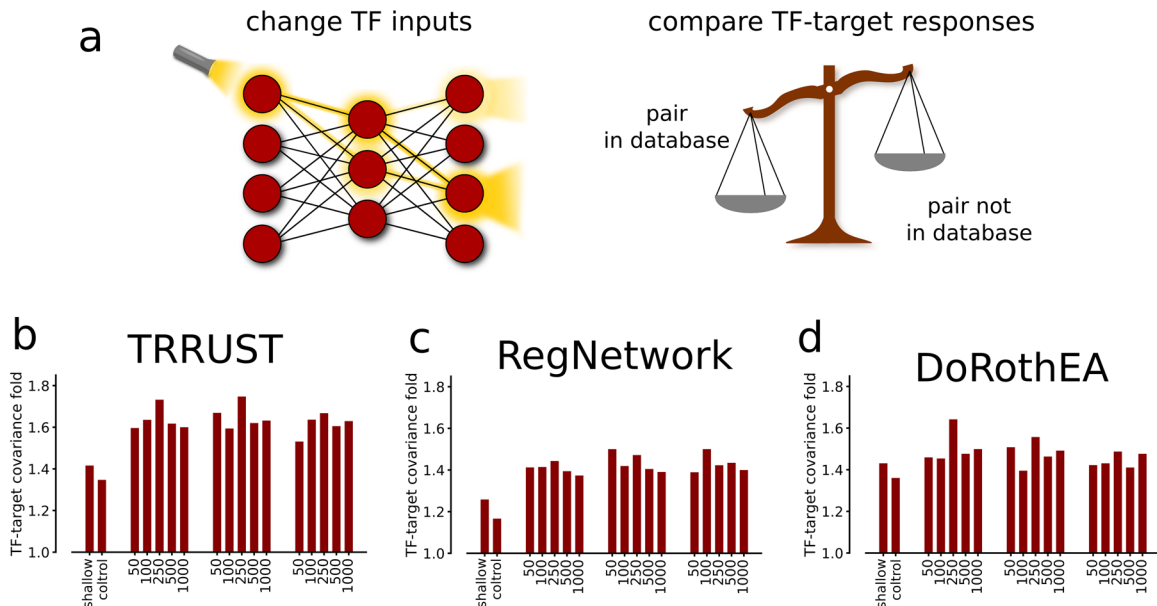 a
change TF inputs
compare TF-target responses
pair
in database
pair not
in database
b
TRRUST
TF-target covariance fold
1.8
1.6
1.4
1.2
1.0
shallow
coltrol
50
100
250
500
1000
50
100
250
500
1000
50
100
250
500
1000
c
RegNetwork
TF-target covariance fold
1.8
1.6
1.4
1.2
1.0
shallow
coltrol
50
100
250
500
1000
50
100
250
500
1000
50
100
250
500
1000
d
DoRothEA
TF-target covariance fold
1.8
1.6
1.4
1.2
1.0
shallow
coltrol
50
100
250
500
1000
50
100
250
500
1000
50
100
250
500
1000